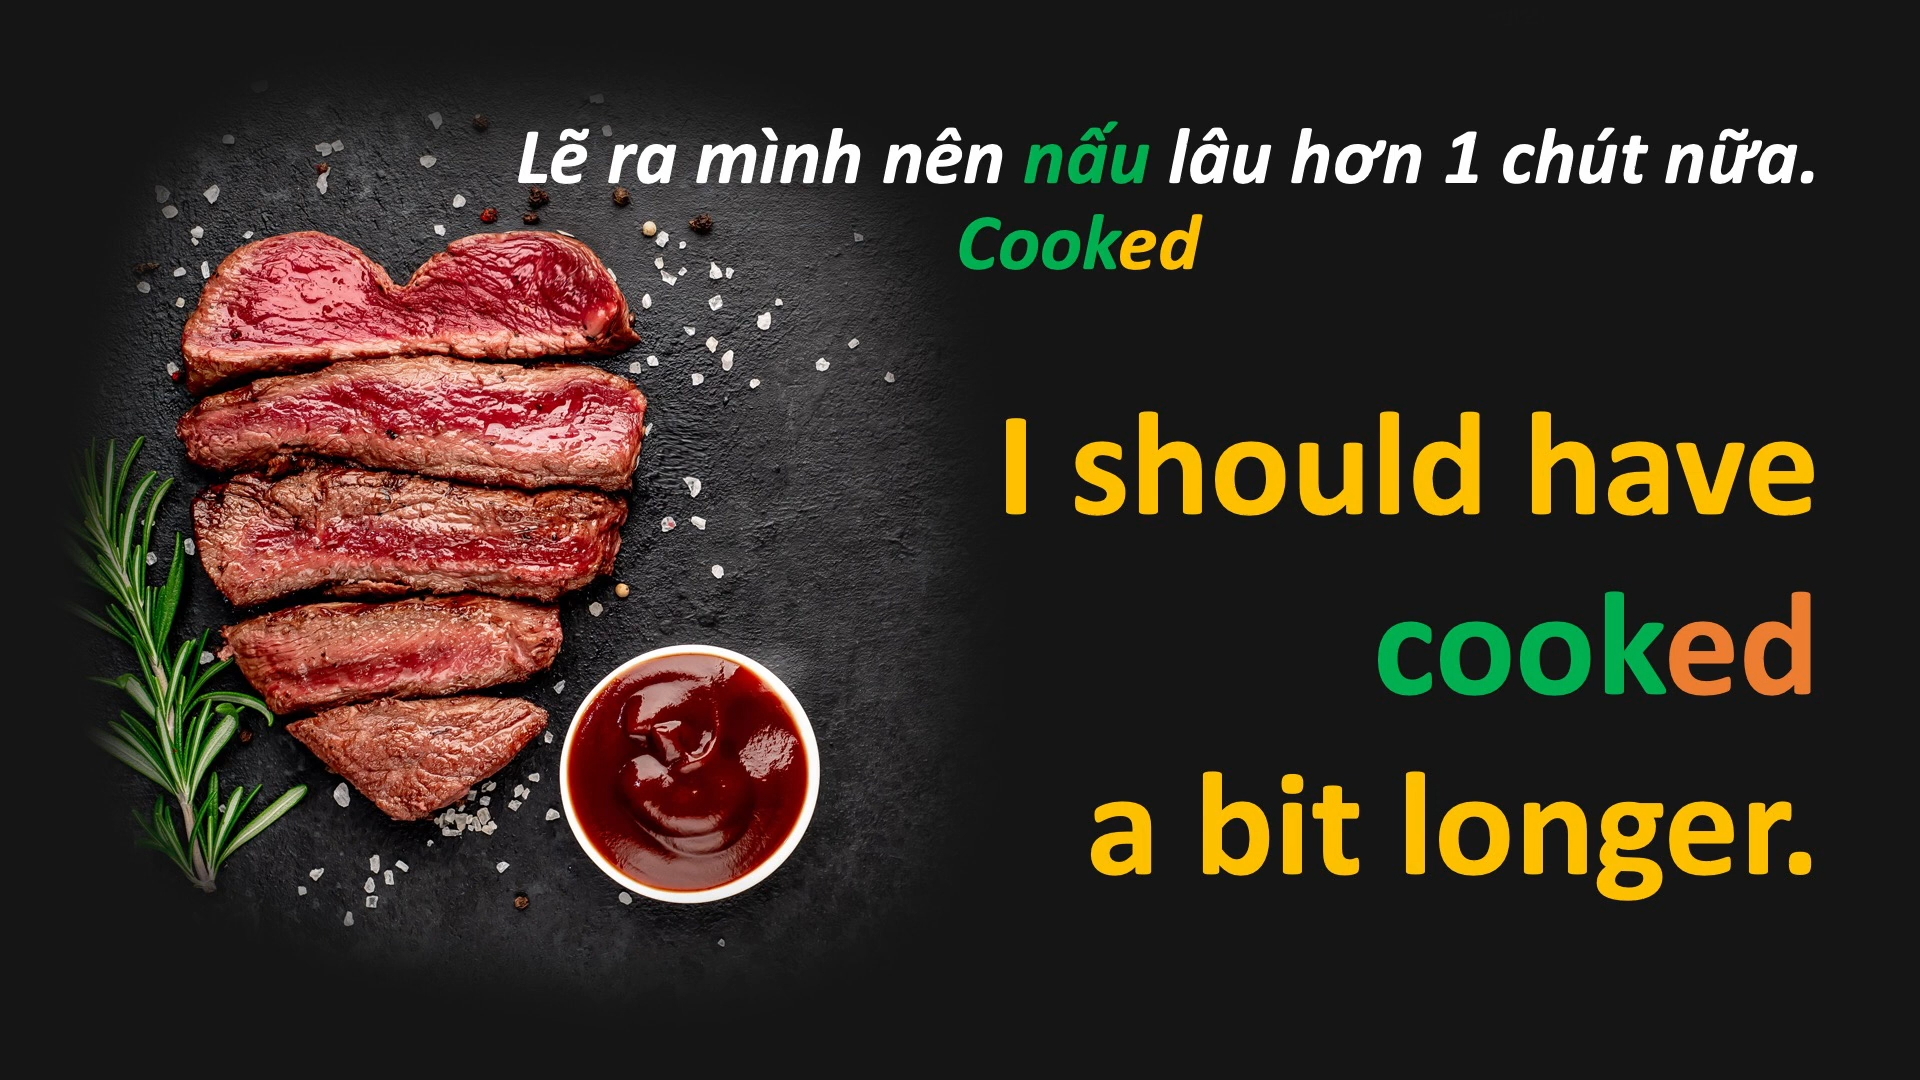 Lẽ ra mình nên nấu lâu hơn 1 chút nữa.
Cooked
I should have
cooked
a bit longer.